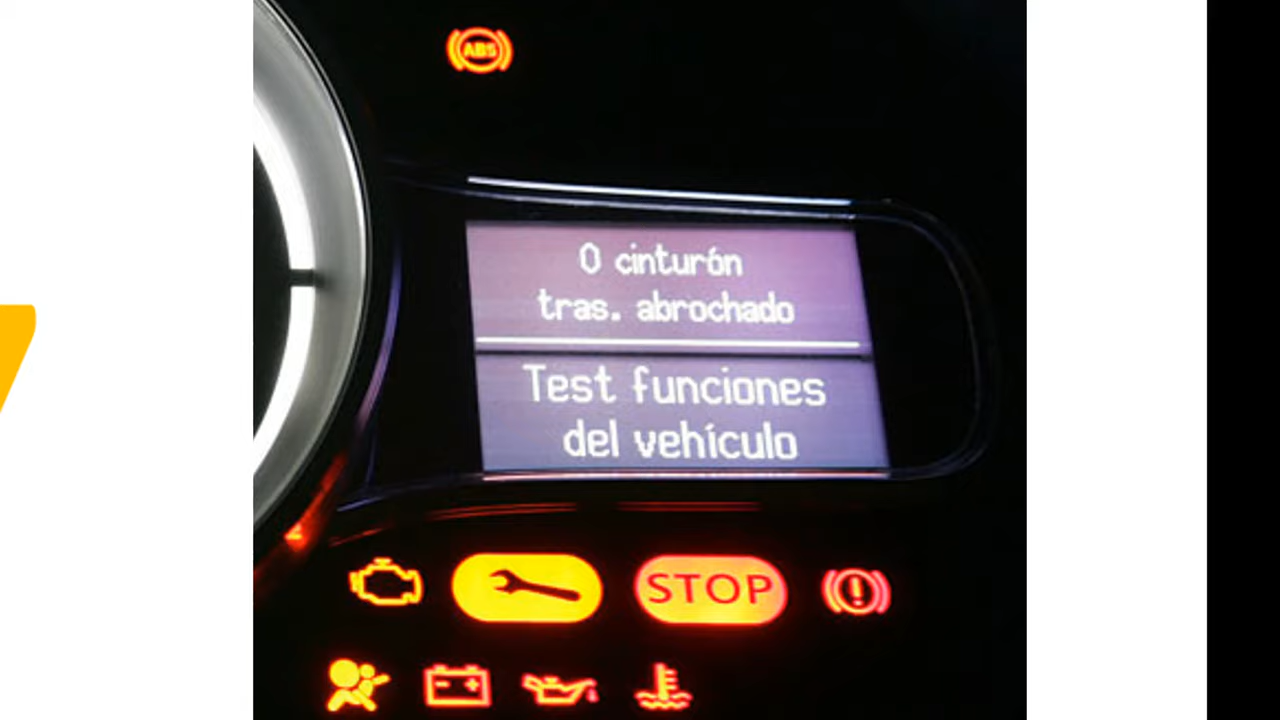 ABS
0 cinturón
tras. abrochado
Test funciones
del vehículo
STOP